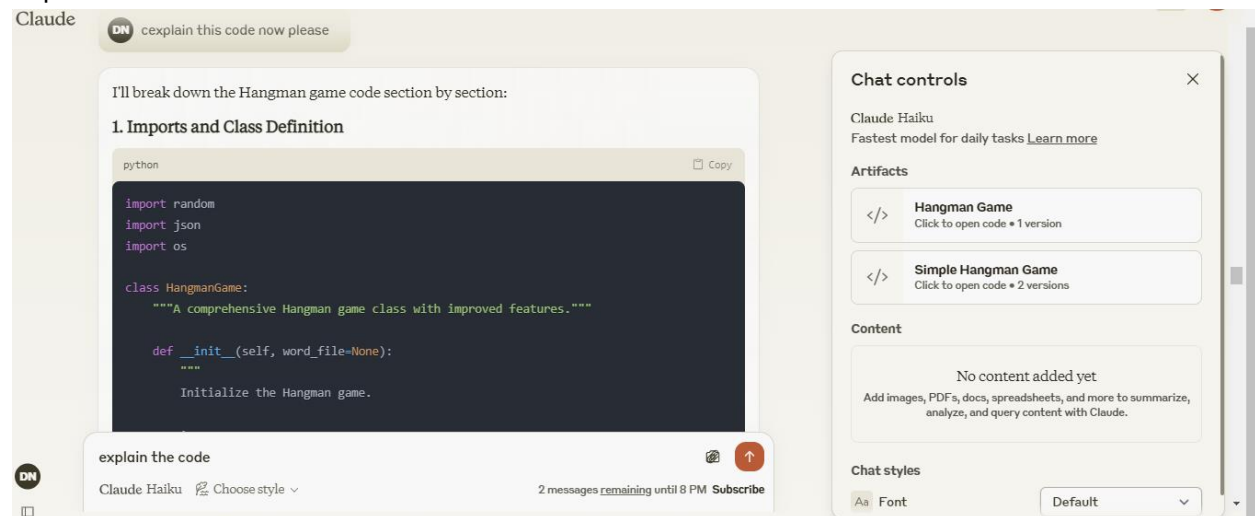 Claude
DN cexplain this code now please
I'll break down the Hangman game code section by section:
1. Imports and Class Definition
python Copy
import random
import json
import os
class HangmanGame:
"""A comprehensive Hangman game class with improved features."""
def __init__(self, word_file=None):
"""
Initialize the Hangman game.
explain the code
Claude Haiku Choose style
2 messages remaining until 8 PM Subscribe
DN
Chat controls
Claude Haiku
Fastest model for daily tasks Learn more
Artifacts
</> Hangman Game
Click to open code • 1 version
</> Simple Hangman Game
Click to open code • 2 versions
Content
No content added yet
Add images, PDFs, docs, spreadsheets, and more to summarize,
analyze, and query content with Claude.
Chat styles
Aa Font Default